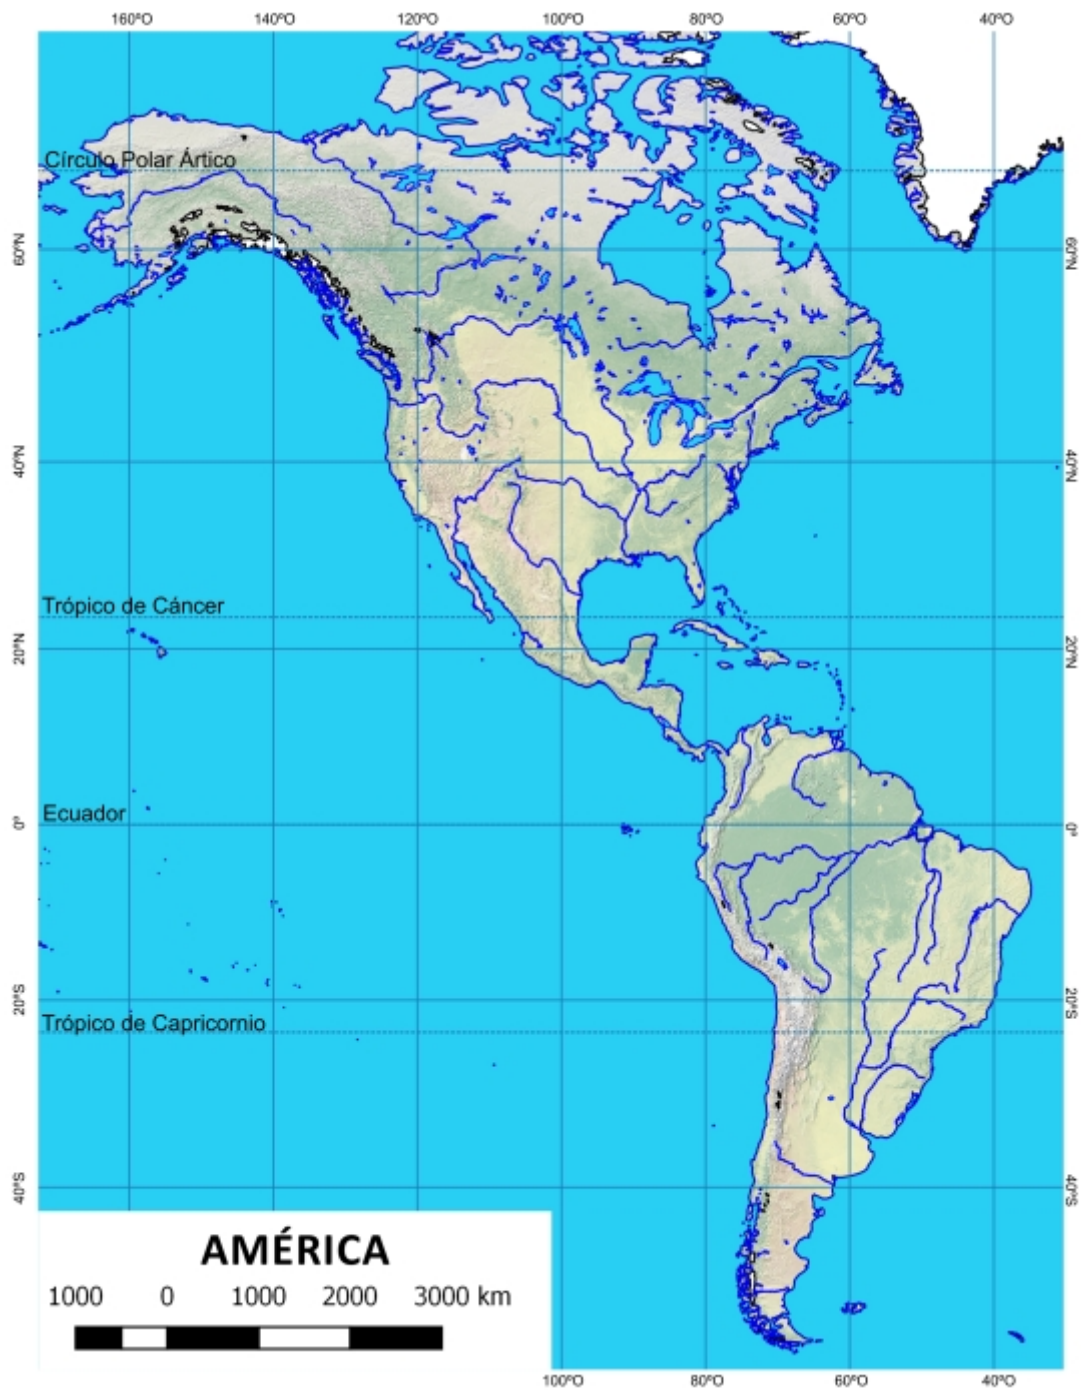 160ºO 140ºO 120ºO 100ºO 80ºO 60ºO 40ºO
Círculo Polar Ártico
60ºN 60ºN
40ºN 40ºN
Trópico de Cáncer
20ºN 20ºN
Ecuador
0º 0º
20ºS 20ºS
Trópico de Capricornio
40ºS 40ºS
AMÉRICA
1000 0 1000 2000 3000 km
100ºO 80ºO 60ºO 40ºO